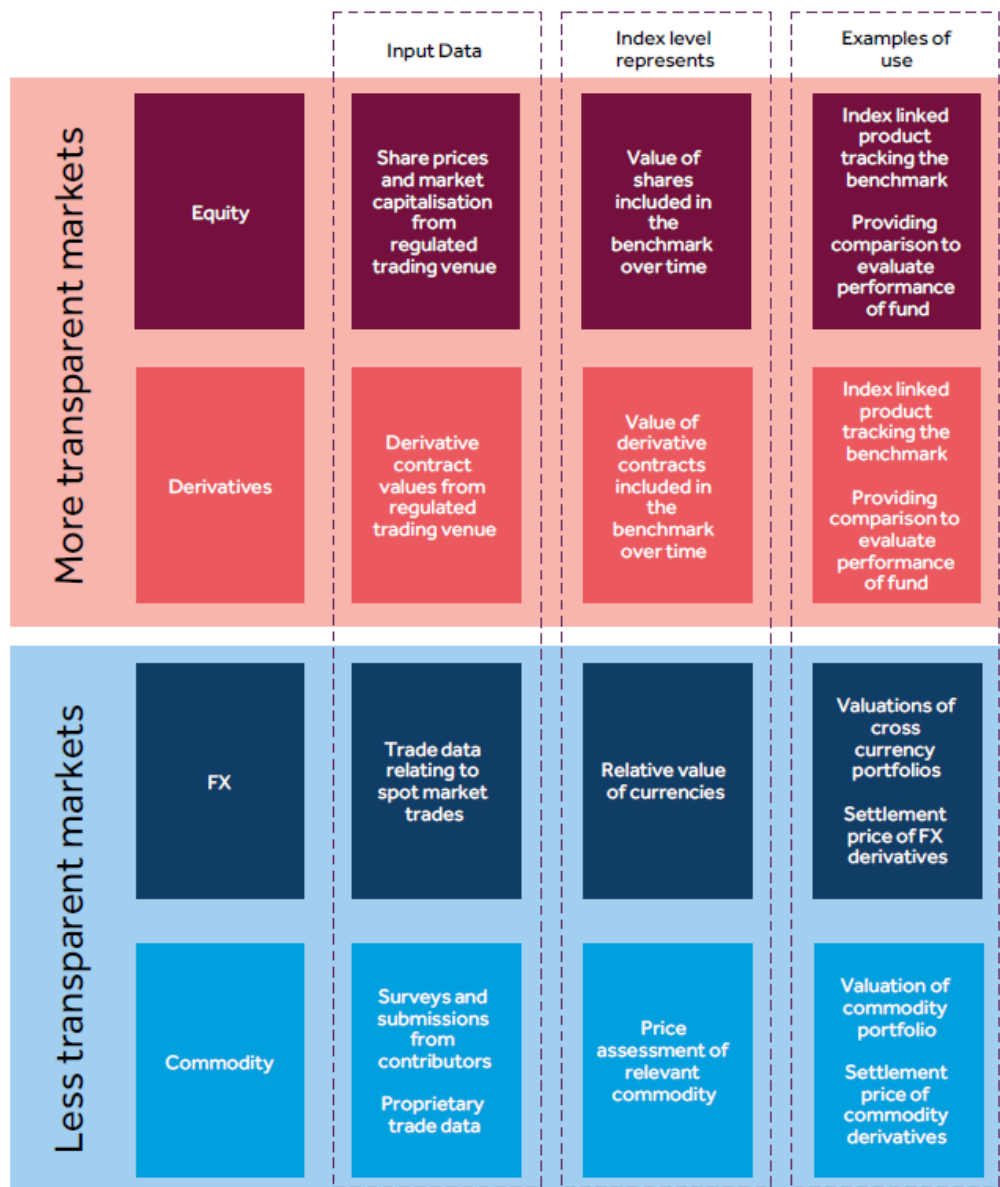 Input Data
Index level
represents
Examples of
use
More transparent markets
Equity
Share prices
and market
capitalisation
from
regulated
trading venue
Value of
shares
included in
the
benchmark
over time
Index linked
product
tracking the
benchmark
Providing
comparison to
evaluate
performance
of fund
Derivatives
Derivative
contract
values from
regulated
trading venue
Value of
derivative
contracts
included in
the
benchmark
over time
Index linked
product
tracking the
benchmark
Providing
comparison to
evaluate
performance
of fund
Less transparent markets
FX
Trade data
relating to
spot market
trades
Relative value
of currencies
Valuations of
cross
currency
portfolios
Settlement
price of FX
derivatives
Commodity
Surveys and
submissions
from
contributors
Proprietary
trade data
Price
assessment of
relevant
commodity
Valuation of
commodity
portfolio
Settlement
price of
commodity
derivatives